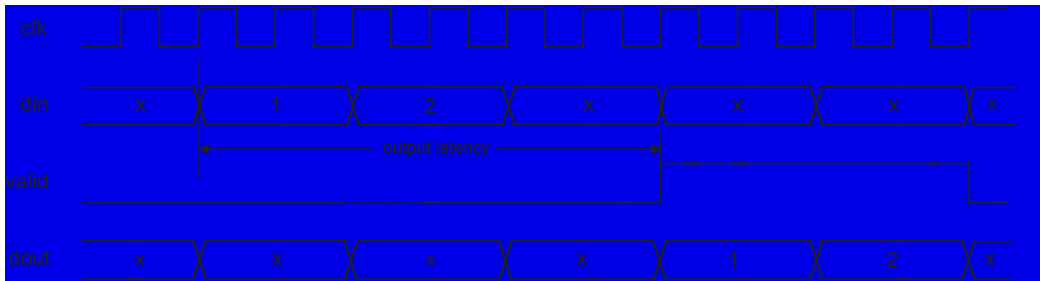 clk
din x 1 2 x x x x
output latency
valid
dout x x x x 1 2 x